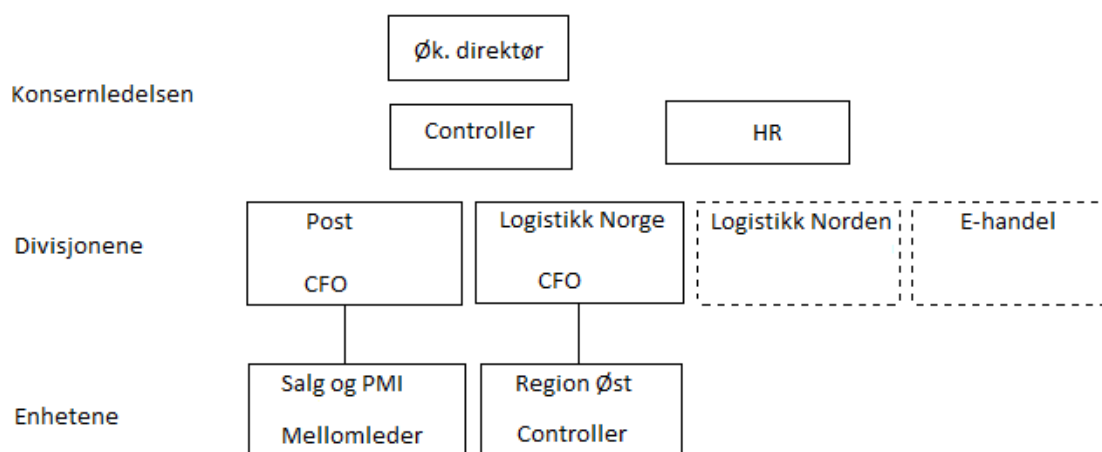 Øk. direktør
Konsernledelsen
Controller
HR
Post
Logistikk Norge
Logistikk Norden
E-handel
Divisjonene
CFO
CFO
Salg og PMI
Region Øst
Enhetene
Mellomleder
Controller